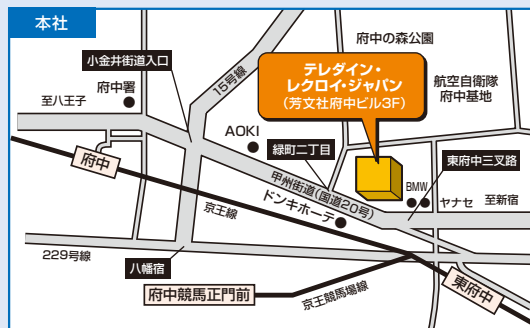 本社
府中の森公園
小金井街道入口
15号線
テレダイン・
レクロイ・ジャパン
(芳文社府中ビル3F)
航空自衛隊
府中基地
府中署
至八王子
AOKI
緑町二丁目
東府中三叉路
府中
甲州街道(国道20号)
BMW
ヤナセ
至新宿
京王線
ドンキホーテ
229号線
八幡宿
府中競馬正門前
京王競馬場線
東府中